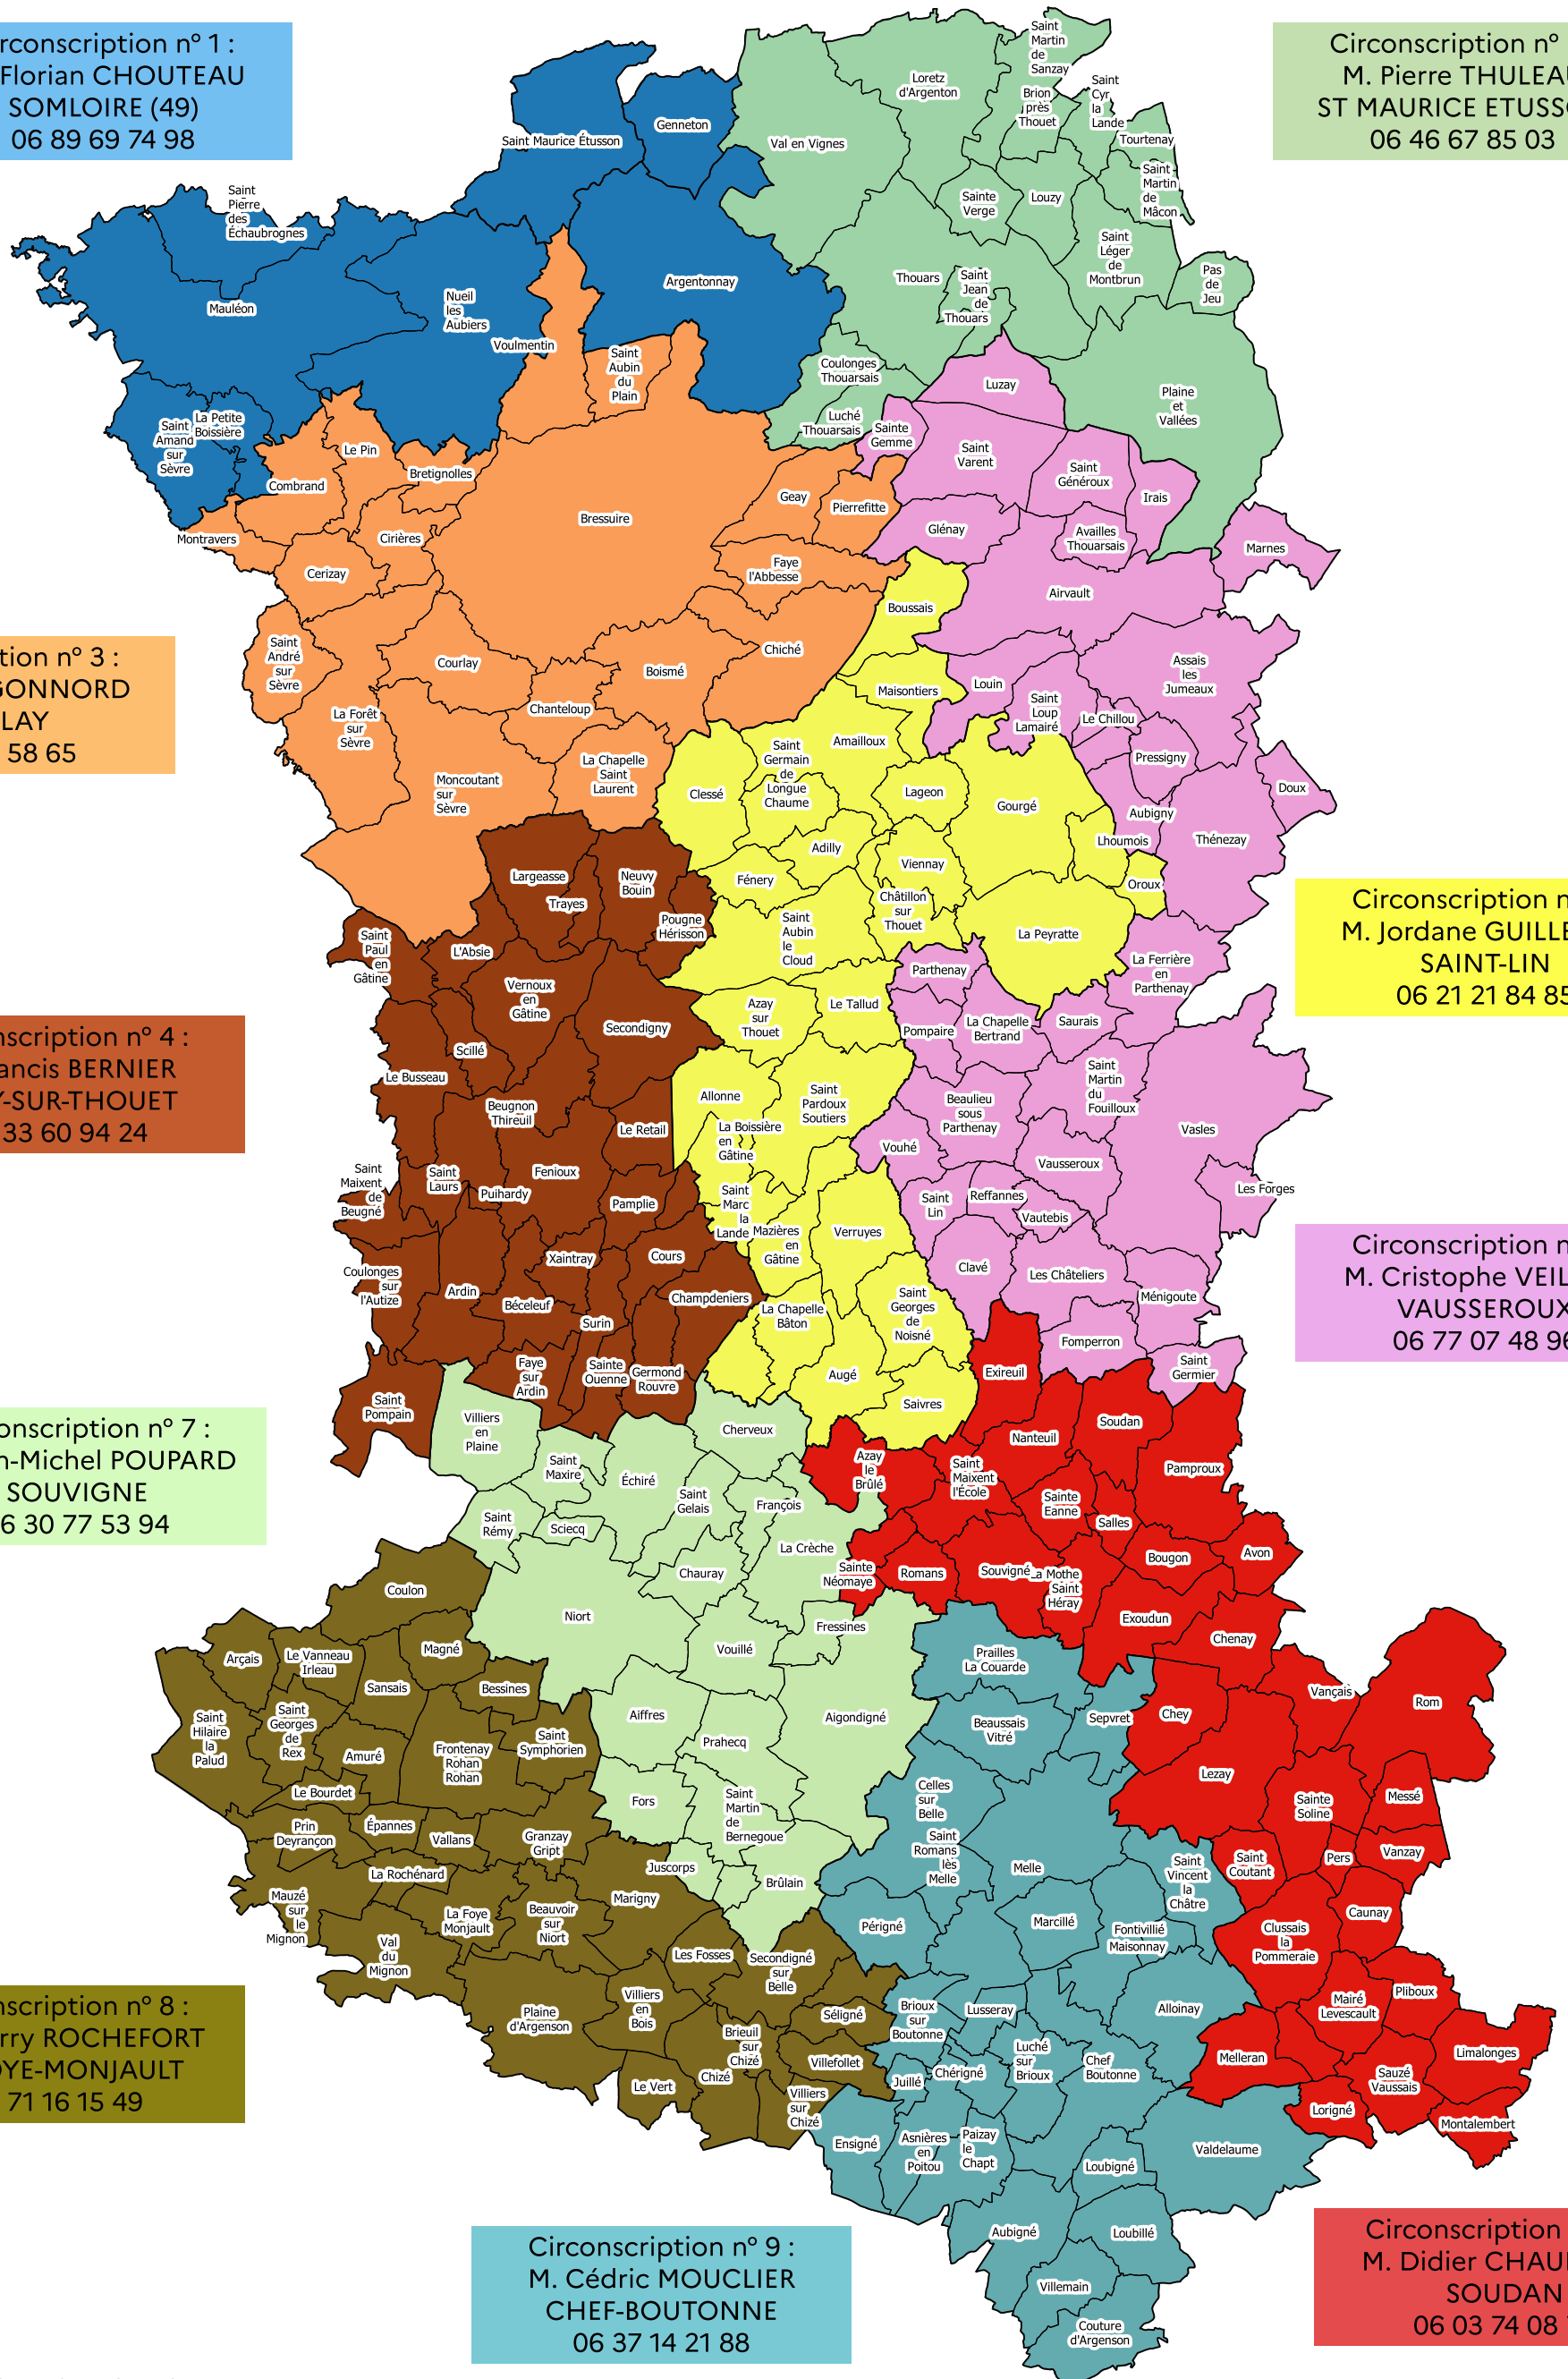 irconscription n° 1 :
Florian CHOUTEAU
SOMLOIRE (49)
06 89 69 74 98
Circonscription n°
M. Pierre THULEAU
ST MAURICE ETUSSO
06 46 67 85 03
tion n° 3 :
GONNORD
LAY
58 65
nscription n° 4 :
ancis BERNIER
Y-SUR-THOUET
33 60 94 24
Circonscription n
M. Jordane GUILLE
SAINT-LIN
06 21 21 84 85
Circonscription n
M. Cristophe VEIL
VAUSSEROUX
06 77 07 48 96
onscription n° 7 :
n-Michel POUPARD
SOUVIGNE
6 30 77 53 94
nscription n° 8 :
rry ROCHEFORT
OYE-MONJAULT
71 16 15 49
Circonscription n° 9 :
M. Cédric MOUCLIER
CHEF-BOUTONNE
06 37 14 21 88
Circonscription
M. Didier CHAU
SOUDAN
06 03 74 08
Saint Maurice Étusson
Genneton
Saint
Pierre
des
Échaubrognes
Mauléon
Nueil
les
Aubiers
Voulmentin
Argentonnay
La Petite
Boissière
Saint
Amand
sur
Sèvre
Val en Vignes
Loretz
d'Argenton
Saint
Martin
de
Sanzay
Brion
près
Thouet
Saint
Cyr
la
Lande
Tourtenay
Saint
Martin
de
Mâcon
Sainte
Verge
Louzy
Saint
Léger
de
Montbrun
Pas
de
Jeu
Thouars
Saint
Jean
de
Thouars
Coulonges
Thouarsais
Luché
Thouarsais
Plaine
et
Vallées
Saint
Aubin
du
Plain
Le Pin
Combrand
Bretignolles
Montravers
Cirières
Cerizay
Bressuire
Geay
Pierrefitte
Faye
l'Abbesse
Chiché
Boismé
Saint
André
sur
Sèvre
Courlay
Chanteloup
La Forêt
sur
Sèvre
Moncoutant
sur
Sèvre
La Chapelle
Saint
Laurent
Luzay
Sainte
Gemme
Saint
Varent
Saint
Généroux
Irais
Glénay
Availles
Thouarsais
Marnes
Airvault
Assais
les
Jumeaux
Louin
Saint
Loup
Lamairé
Le Chillou
Pressigny
Doux
Aubigny
Thénezay
Lhoumois
Oroux
La Ferrière
en
Parthenay
Boussais
Maisontiers
Amailloux
Saint
Germain
de
Longue
Chaume
Clessé
Lageon
Gourgé
Adilly
Viennay
Fénery
Châtillon
sur
Thouet
Saint
Aubin
le
Cloud
La Peyratte
Azay
sur
Thouet
Le Tallud
Allonne
Saint
Pardoux
Soutiers
La Boissière
en
Gâtine
Saint
Marc
la
Lande
Mazières
en
Gâtine
Verruyes
La Chapelle
Bâton
Saint
Georges
de
Noisné
Augé
Saivres
Parthenay
Pompaire
La Chapelle
Bertrand
Saurais
Saint
Martin
du
Fouilloux
Beaulieu
sous
Parthenay
Vasles
Vouhé
Vausseroux
Les Forges
Saint
Lin
Reffannes
Vautebis
Clavé
Les Châteliers
Ménigoute
Fomperron
Saint
Germier
Largeasse
Trayes
Neuvy
Bouin
Pougne
Hérisson
Saint
Paul
en
Gâtine
L'Absie
Vernoux
en
Gâtine
Secondigny
Scillé
Le Busseau
Beugnon
Thireuil
Le Retail
Saint
Maixent
de
Beugné
Saint
Laurs
Puihardy
Fenioux
Pamplie
Xaintray
Cours
Coulonges
sur
l'Autize
Ardin
Béceleuf
Surin
Champdeniers
Faye
sur
Ardin
Sainte
Ouenne
Germond
Rouvre
Saint
Pompain
Villiers
en
Plaine
Cherveux
Saint
Maxire
Échiré
Saint
Gelais
François
Saint
Rémy
Sciecq
La Crèche
Chauray
Niort
Vouillé
Fressines
Aiffres
Prahecq
Aigondigné
Fors
Saint
Martin
de
Bernegoue
Juscorps
Brûlain
Exireuil
Soudan
Nanteuil
Azay
le
Brûlé
Saint
Maixent
l'École
Pamproux
Sainte
Eanne
Salles
Sainte
Néomaye
Romans
Souvigné
La Mothe
Saint
Héray
Bougon
Avon
Exoudun
Chenay
Chey
Vançais
Rom
Lezay
Sainte
Soline
Messé
Saint
Coutant
Pers
Vanzay
Caunay
Clussais
la
Pommeraie
Mairé
Levescault
Pliboux
Melleran
Limalonges
Sauzé
Vaussais
Lorigné
Montalembert
Coulon
Arçais
Le Vanneau
Irleau
Magné
Sansais
Bessines
Saint
Hilaire
la
Palud
Saint
Georges
de
Rex
Amuré
Frontenay
Rohan
Rohan
Saint
Symphorien
Le Bourdet
Prin
Deyrançon
Épannes
Vallans
Granzay
Gript
La Rochénard
Mauzé
sur
le
Mignon
La Foye
Monjault
Beauvoir
sur
Niort
Marigny
Val
du
Mignon
Les Fosses
Secondigné
sur
Belle
Plaine
d'Argenson
Villiers
en
Bois
Séligné
Brieuil
sur
Chizé
Villefollet
Le Vert
Chizé
Villiers
sur
Chizé
Prailles
La Couarde
Beaussais
Vitré
Sepvret
Celles
sur
Belle
Saint
Romans
lès
Melle
Melle
Saint
Vincent
la
Châtre
Périgné
Marcillé
Fontivillié
Maisonnay
Brioux
sur
Boutonne
Lusseray
Alloinay
Luché
sur
Brioux
Chef
Boutonne
Juillé
Chérigné
Ensigné
Asnières
en
Poitou
Paizay
le
Chapt
Loubigné
Valdelaume
Aubigné
Loubillé
Villemain
Couture
d'Argenson